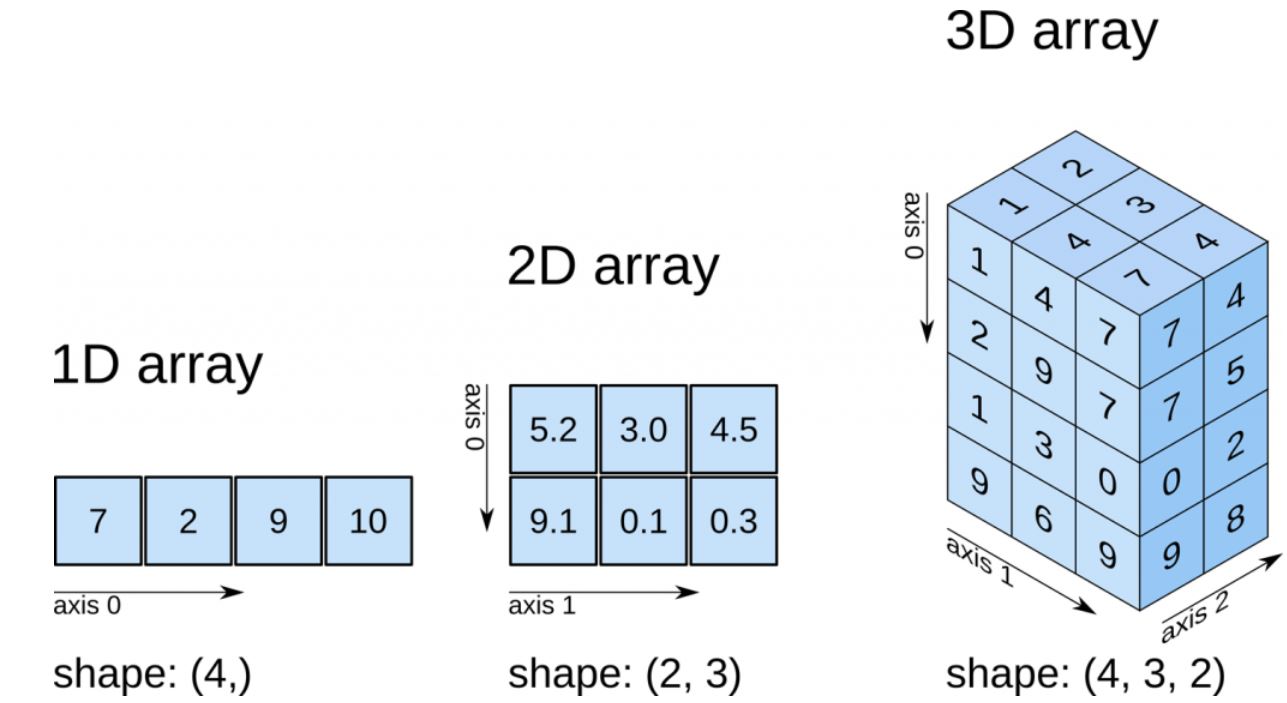 1D array
7 2 9 10
axis 0
shape: (4,)
2D array
axis 0
5.2 3.0 4.5
9.1 0.1 0.3
axis 1
shape: (2, 3)
3D array
axis 0
2
1 3
4 4
7
1 4 7 7 4
2 9 7 7 5
1 3 0 0 2
9 6 9 9 8
axis 1
axis 2
shape: (4, 3, 2)